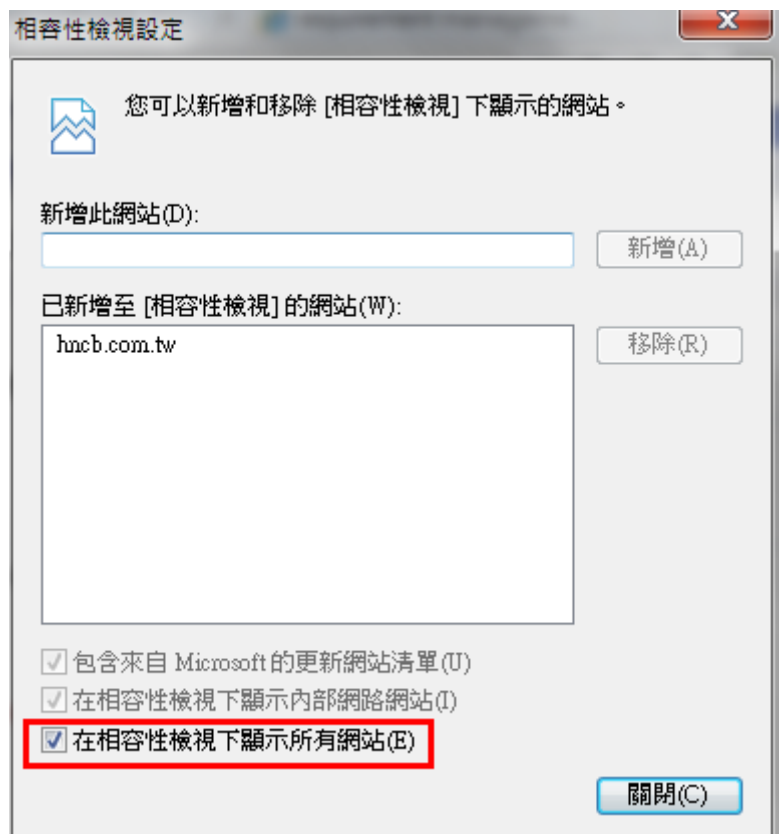 相容性檢視設定
您可以新增和移除 [相容性檢視] 下顯示的網站。
新增此網站(D):
新增(A)
已新增至 [相容性檢視] 的網站(W):
hncb.com.tw
移除(R)
包含來自 Microsoft 的更新網站清單(U)
在相容性檢視下顯示內部網路網站(I)
在相容性檢視下顯示所有網站(E)
關閉(C)